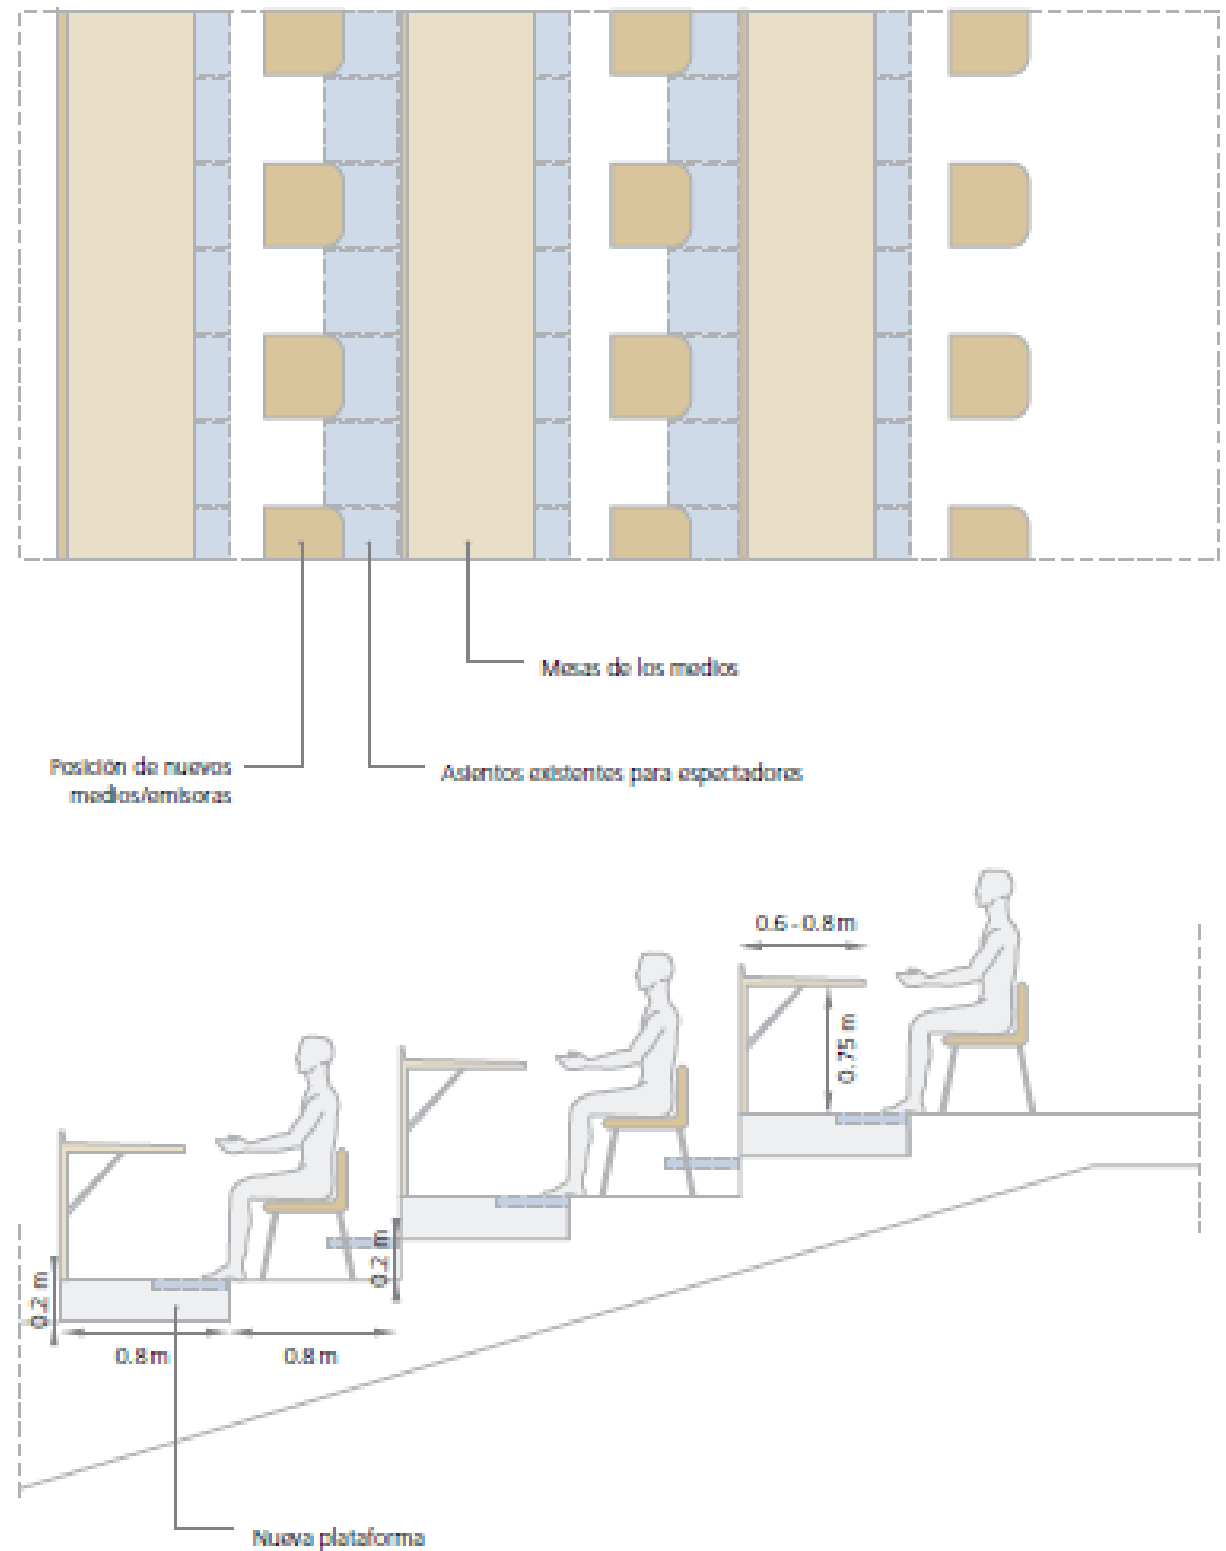 Mesas de los medios
Posición de nuevos
medios/emisoras
Asientos existentes para espectadores
0.6 - 0.8 m
0.75 m
0.2 m
0.2 m
0.8 m
0.8 m
Nueva plataforma